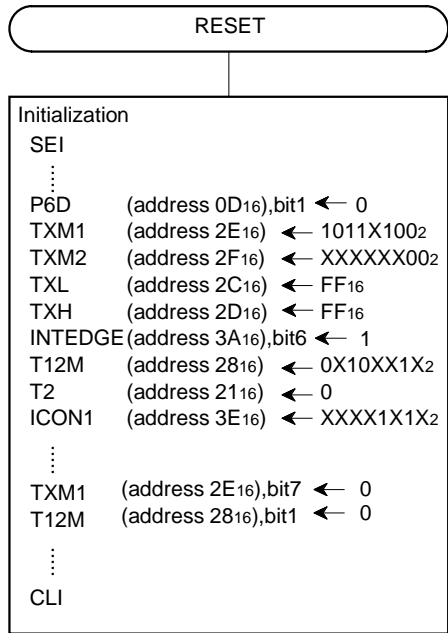 RESET
Initialization
SEI
P6D (address 0D16),bit1 ← 0
TXM1 (address 2E16) ← 1011X1002
TXM2 (address 2F16) ← XXXXXX002
TXL (address 2C16) ← FF16
TXH (address 2D16) ← FF16
INTEDGE (address 3A16),bit6 ← 1
T12M (address 2816) ← 0X10XX1X2
T2 (address 2116) ← 0
ICON1 (address 3E16) ← XXXX1X1X2
TXM1 (address 2E16),bit7 ← 0
T12M (address 2816),bit1 ← 0
CLI